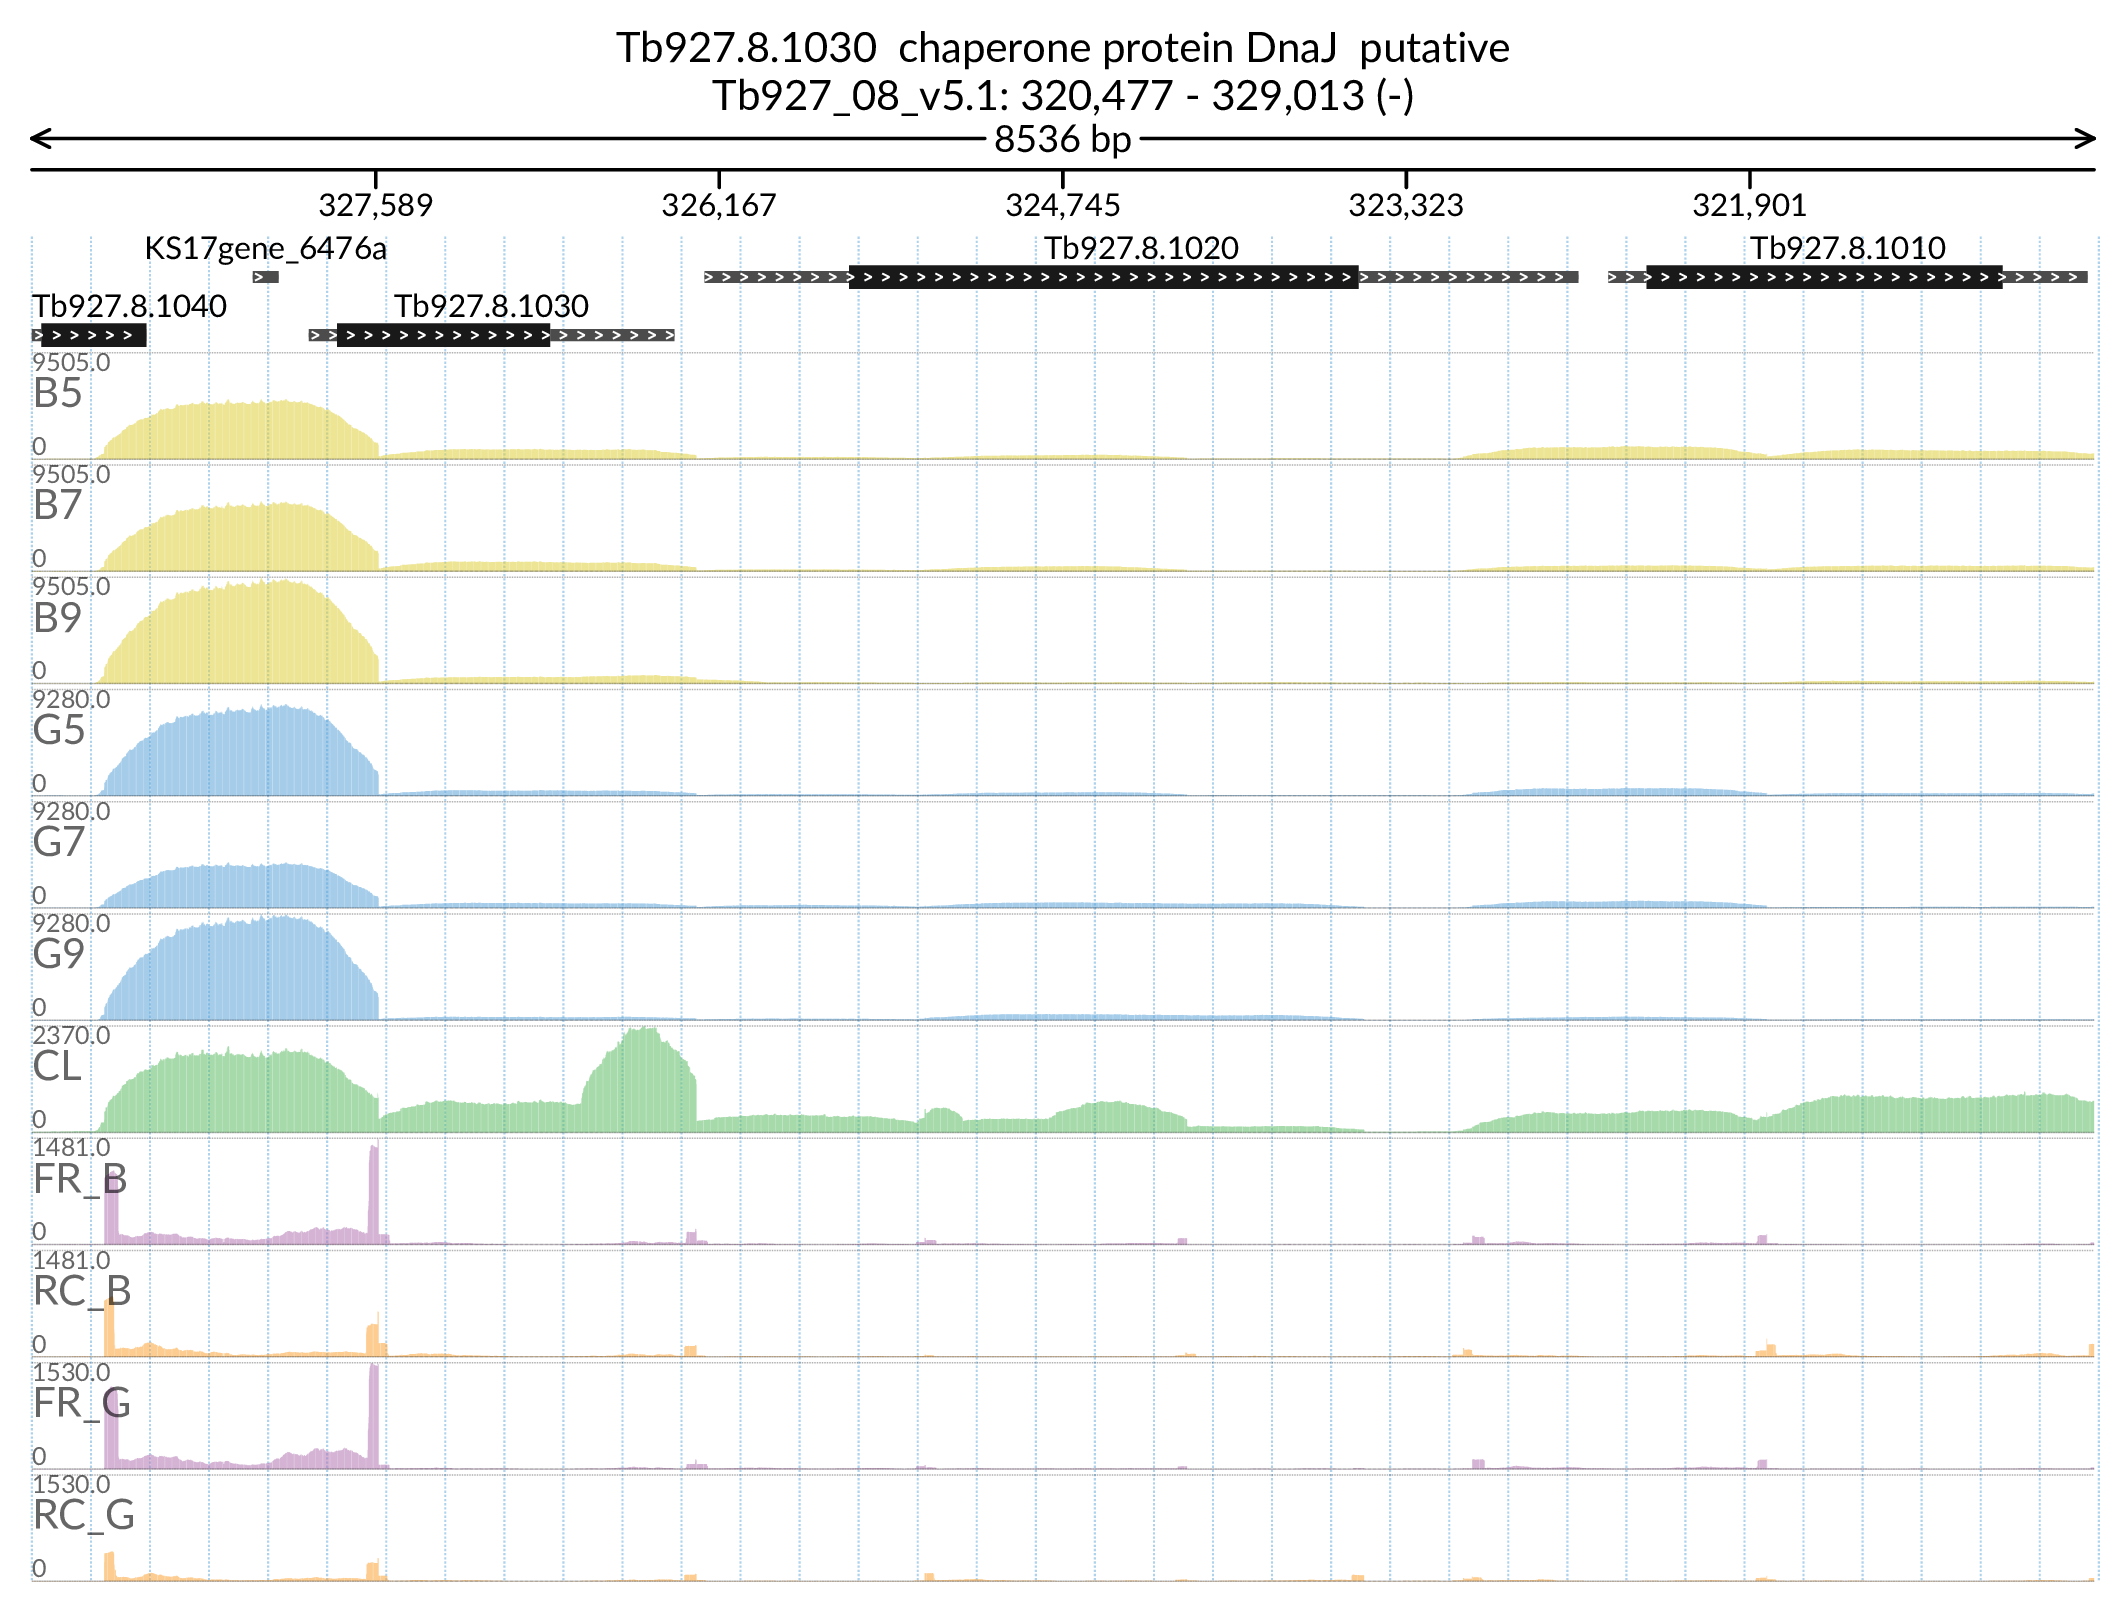 Tb927.8.1030  chaperone protein DnaJ  putative
Tb927_08_v5.1: 320,477 - 329,013 (-)
8536 bp
327,589 326,167 324,745 323,323 321,901
KS17gene_6476a Tb927.8.1020 Tb927.8.1010
Tb927.8.1040 Tb927.8.1030
9505.0
B5
0
9505.0
B7
0
9505.0
B9
0
9280.0
G5
0
9280.0
G7
0
9280.0
G9
0
2370.0
CL
0
1481.0
FR_B
0
1481.0
RC_B
0
1530.0
FR_G
0
1530.0
RC_G
0